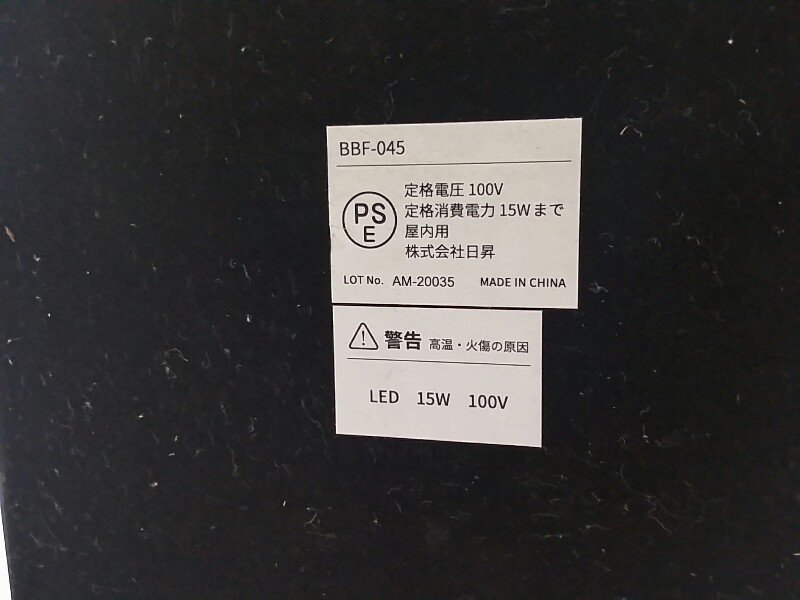 BBF-045
PS
E
定格電圧 100V
定格消費電力 15Wまで
屋内用
株式会社日昇
LOT No. AM-20035 MADE IN CHINA
警告 高温・火傷の原因
LED 15W 100V